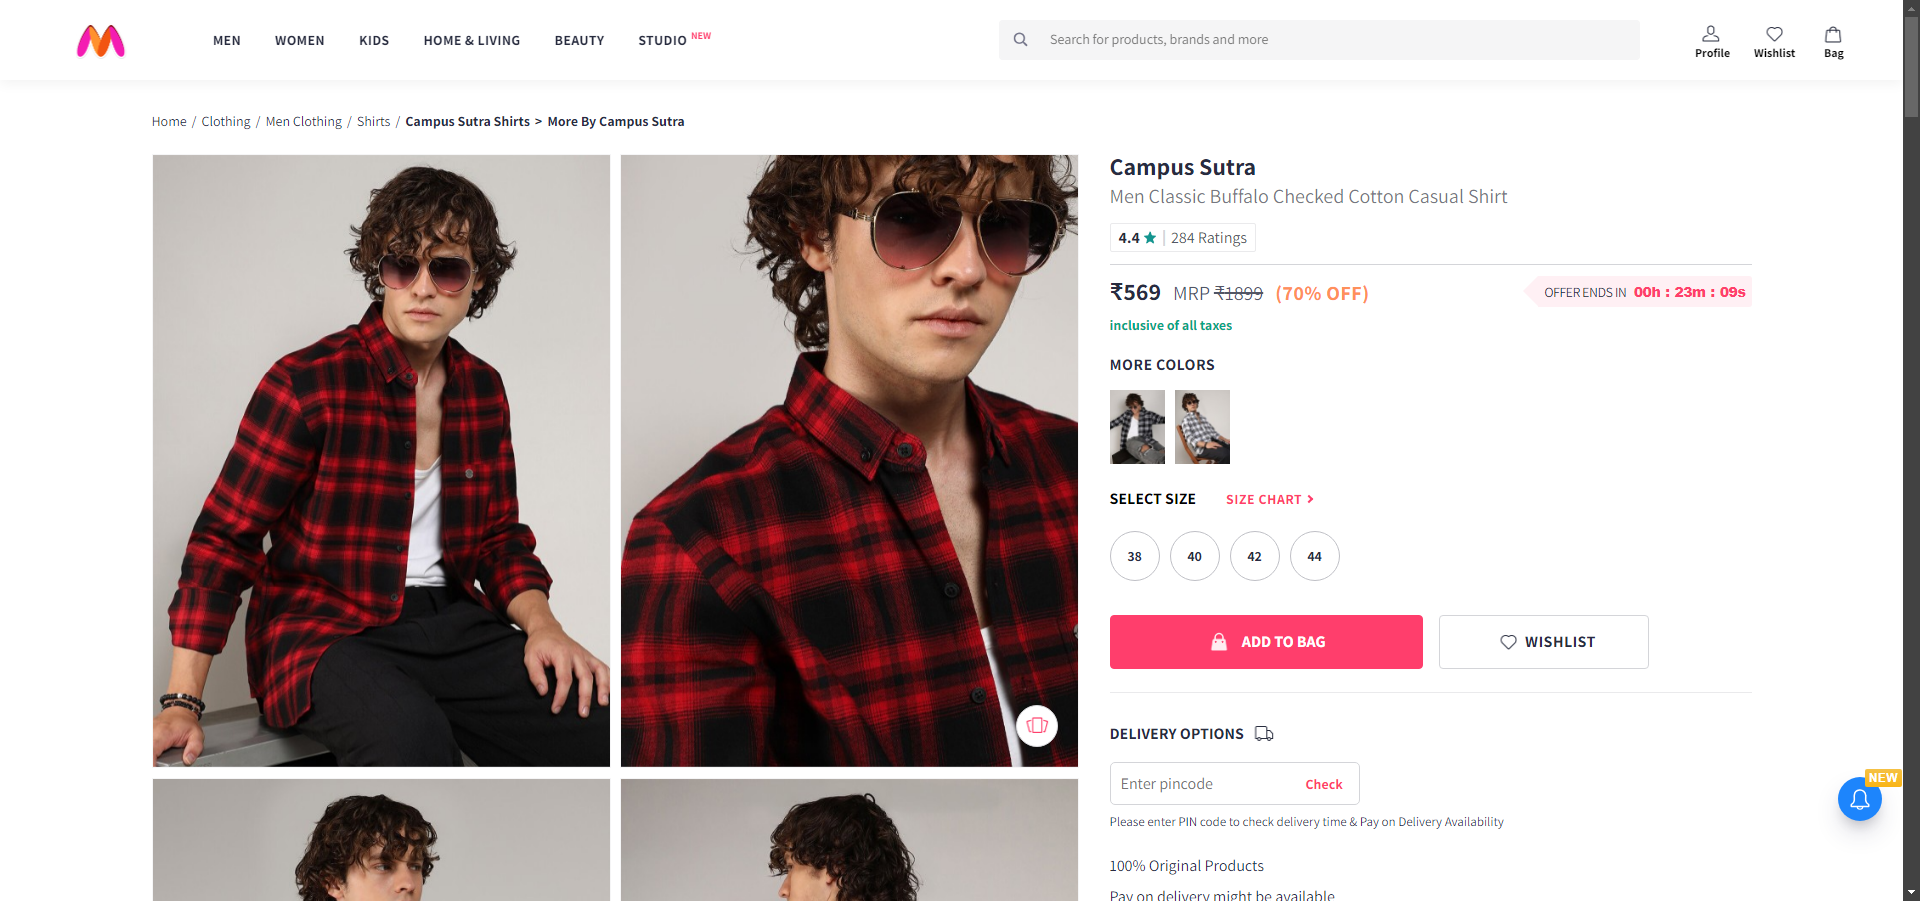 MEN WOMEN KIDS HOME & LIVING BEAUTY STUDIO NEW
Search for products, brands and more
Profile Wishlist Bag
Home / Clothing / Men Clothing / Shirts / Campus Sutra Shirts > More By Campus Sutra
Campus Sutra
Men Classic Buffalo Checked Cotton Casual Shirt
4.4 ★ | 284 Ratings
₹569 MRP ₹1899 (70% OFF)
OFFER ENDS IN 00h : 23m : 09s
inclusive of all taxes
MORE COLORS
SELECT SIZE SIZE CHART >
38 40 42 44
ADD TO BAG WISHLIST
DELIVERY OPTIONS
Enter pincode Check
NEW
Please enter PIN code to check delivery time & Pay on Delivery Availability
100% Original Products
Pay on delivery might be available